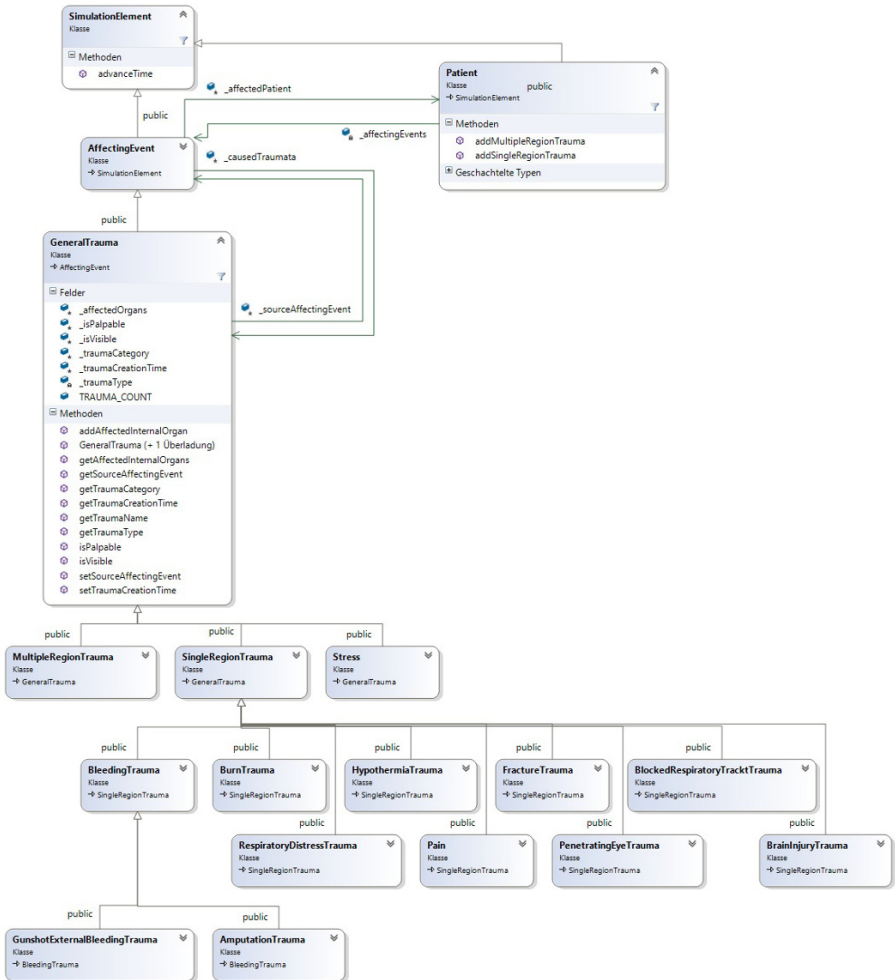 SimulationElement
Klasse
Methoden
advanceTime
public
_affectedPatient
Patient
Klasse
public
SimulationElement
Methoden
addMultipleRegionTrauma
addSingleRegionTrauma
Geschachtelte Typen
_affectingEvents
AffectingEvent
Klasse
SimulationElement
_causedTraumata
public
GeneralTrauma
Klasse
AffectingEvent
Felder
_affectedOrgans
_isPalpable
_isVisible
_traumaCategory
_traumaCreationTime
_traumaType
TRAUMA_COUNT
_sourceAffectingEvent
Methoden
addAffectedInternalOrgan
GeneralTrauma (+ 1 Überladung)
getAffectedInternalOrgans
getSourceAffectingEvent
getTraumaCategory
getTraumaCreationTime
getTraumaName
getTraumaType
isPalpable
isVisible
setSourceAffectingEvent
setTraumaCreationTime
public
public
public
MultipleRegionTrauma
Klasse
GeneralTrauma
SingleRegionTrauma
Klasse
GeneralTrauma
Stress
Klasse
GeneralTrauma
public
public
public
public
public
BleedingTrauma
Klasse
SingleRegionTrauma
BurnTrauma
Klasse
SingleRegionTrauma
HypothermiaTrauma
Klasse
SingleRegionTrauma
FractureTrauma
Klasse
SingleRegionTrauma
BlockedRespiratoryTracktTrauma
Klasse
SingleRegionTrauma
public
public
public
public
RespiratoryDistressTrauma
Klasse
SingleRegionTrauma
Pain
Klasse
SingleRegionTrauma
PenetratingEyeTrauma
Klasse
SingleRegionTrauma
BrainInjuryTrauma
Klasse
SingleRegionTrauma
public
public
GunshotExternalBleedingTrauma
Klasse
BleedingTrauma
AmputationTrauma
Klasse
BleedingTrauma